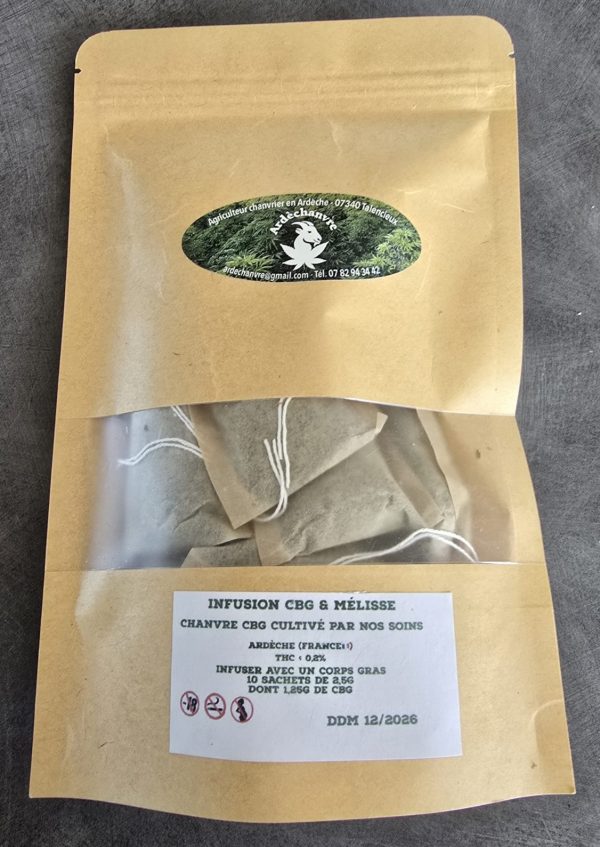 Agriculteur chanvrier en Ardèche - 07340 Talencieux
Ardèchanvre
ardechanvre@gmail.com - Tél. 07 82 94 34 42
INFUSION CBG & MÉLISSE
CHANVRE CBG CULTIVÉ PAR NOS SOINS
ARDÈCHE (FRANCE🇫🇷)
THC < 0,2%
INFUSER AVEC UN CORPS GRAS
10 SACHETS DE 2,5G
DONT 1,25G DE CBG
-18
DDM 12/2026